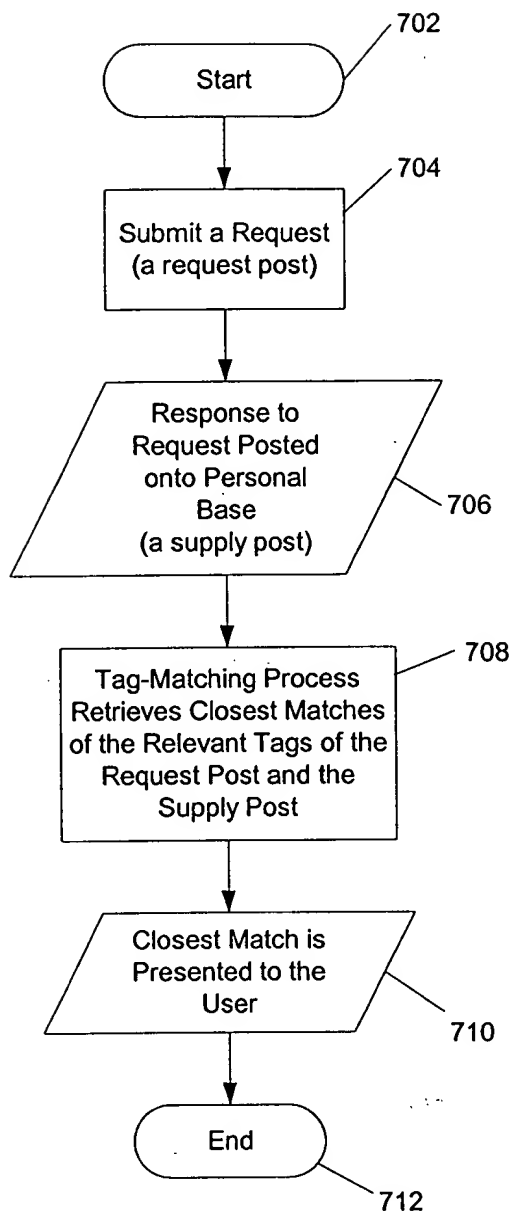 702
Start
704
Submit a Request
(a request post)
Response to
Request Posted
onto Personal
Base
(a supply post)
706
708
Tag-Matching Process
Retrieves Closest Matches
of the Relevant Tags of the
Request Post and the
Supply Post
Closest Match is
Presented to the
User
710
End
712